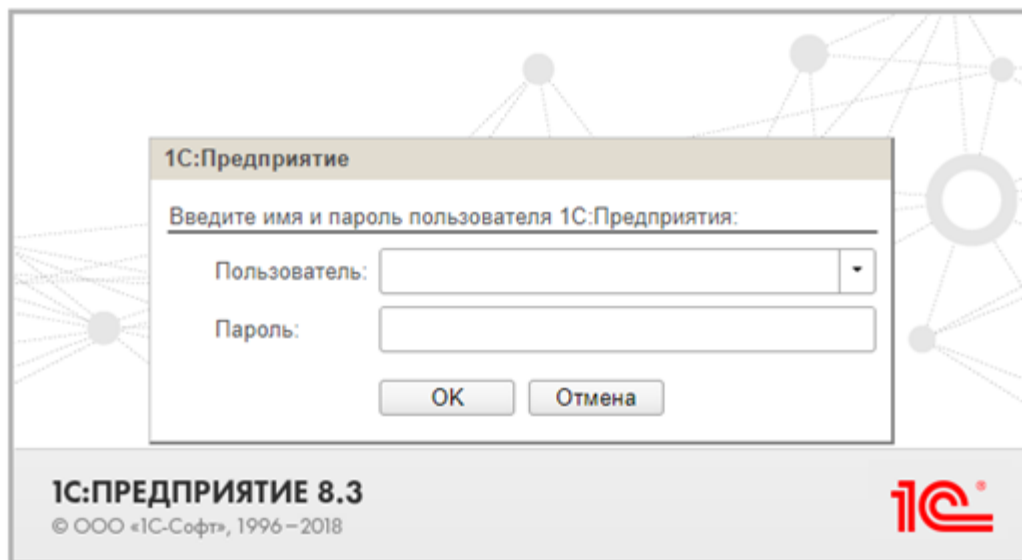 1С:Предприятие
Введите имя и пароль пользователя 1С:Предприятия:
Пользователь:
Пароль:
OK
Отмена
1С:ПРЕДПРИЯТИЕ 8.3
© ООО «1С-Софт», 1996–2018
1С®